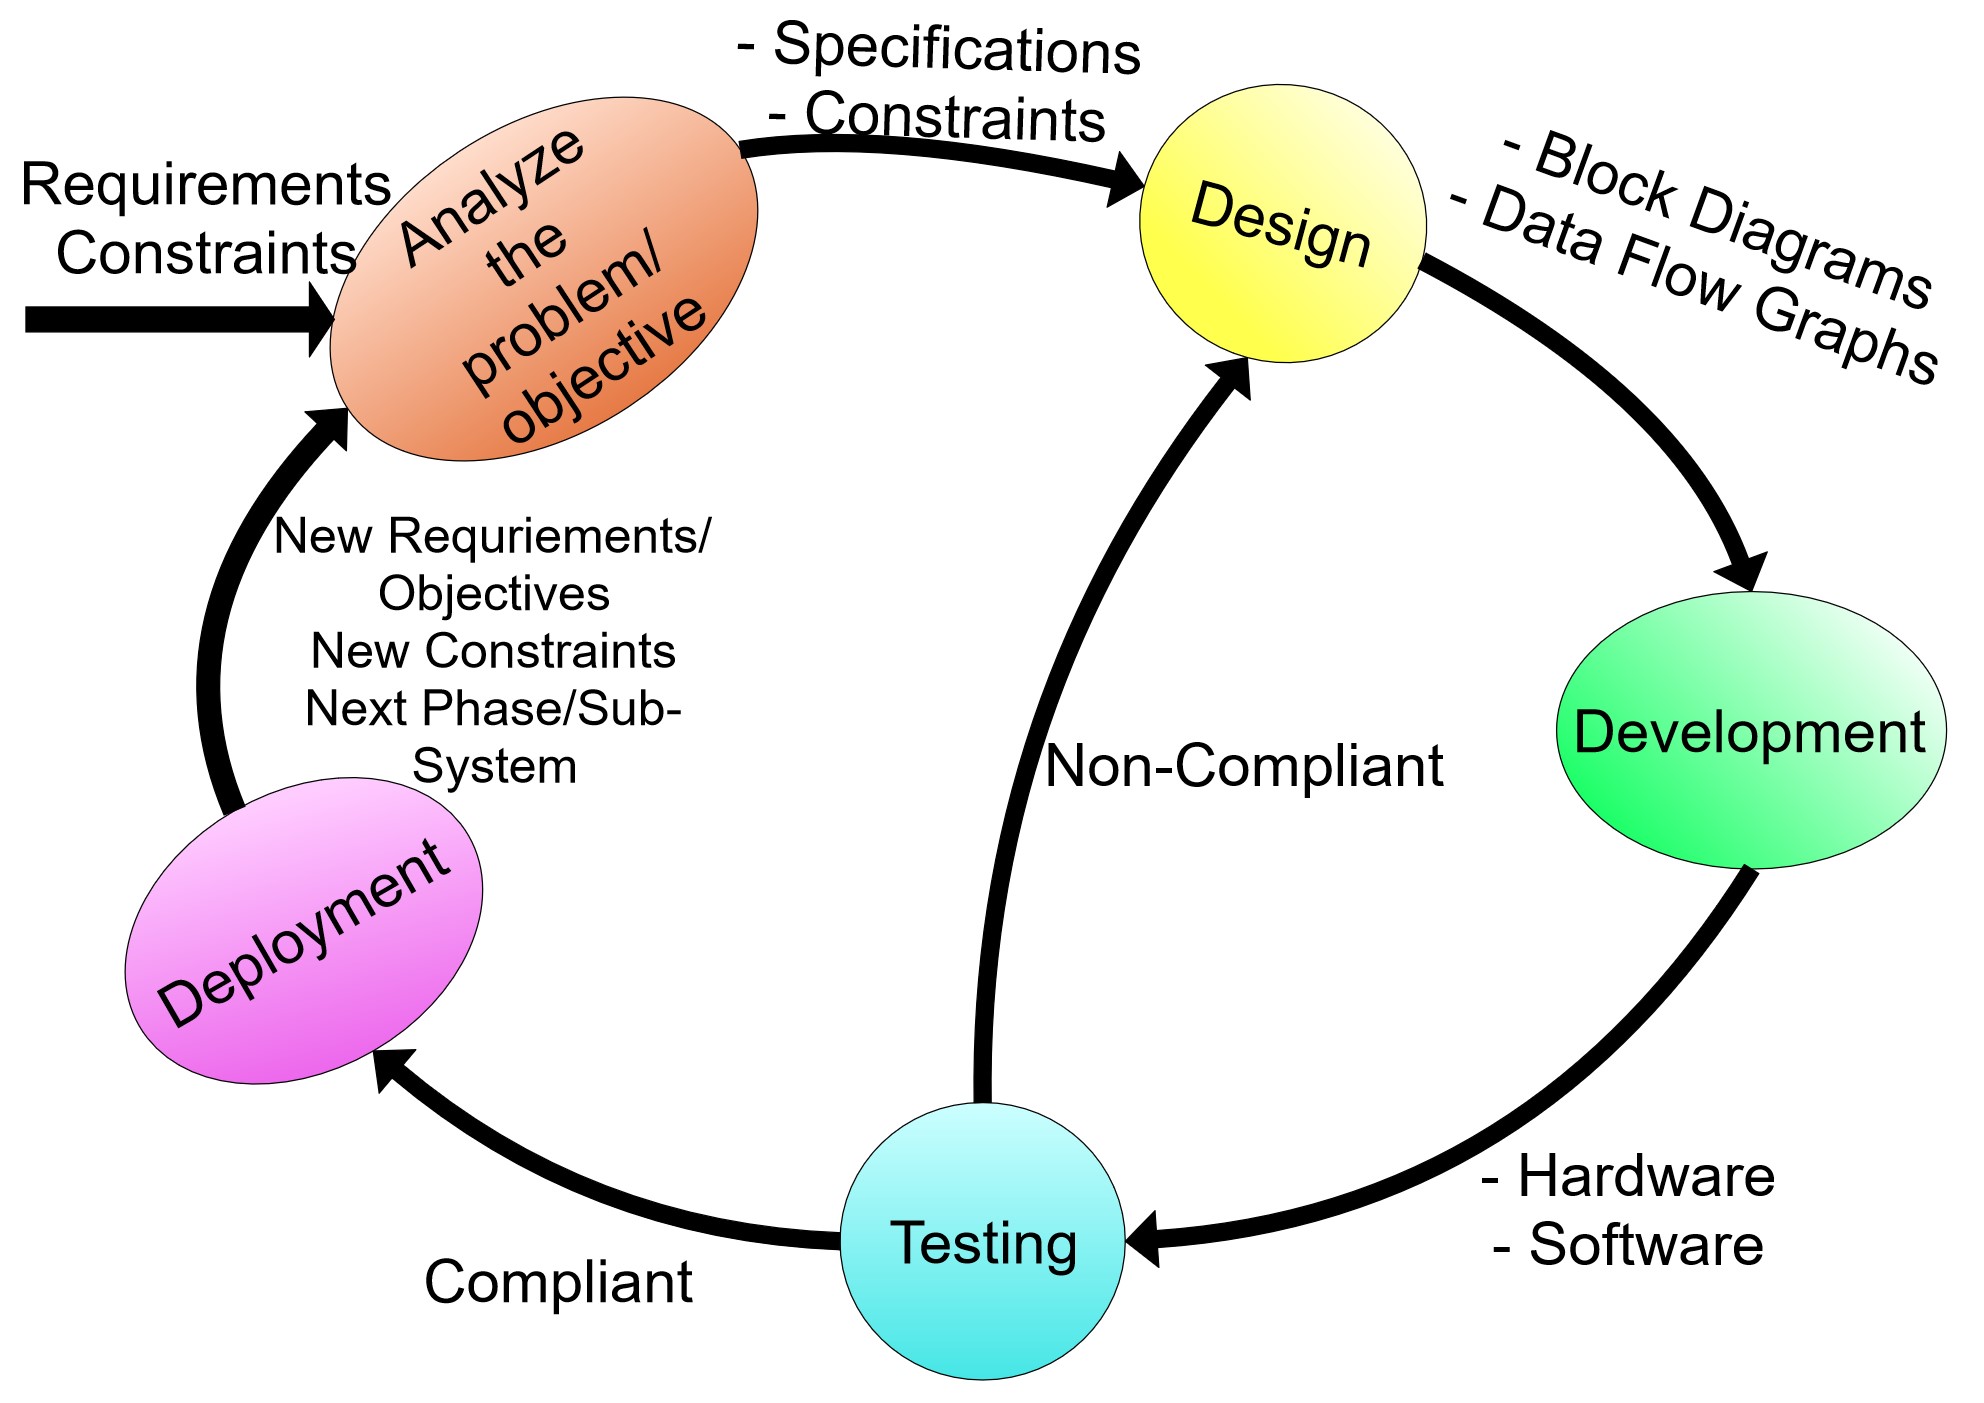 - Specifications
- Constraints
Requirements
Constraints
Analyze
the
problem/
objective
Design
- Block Diagrams
- Data Flow Graphs
New Requriements/
Objectives
New Constraints
Next Phase/Sub-
System
Non-Compliant
Development
Deployment
- Hardware
- Software
Testing
Compliant